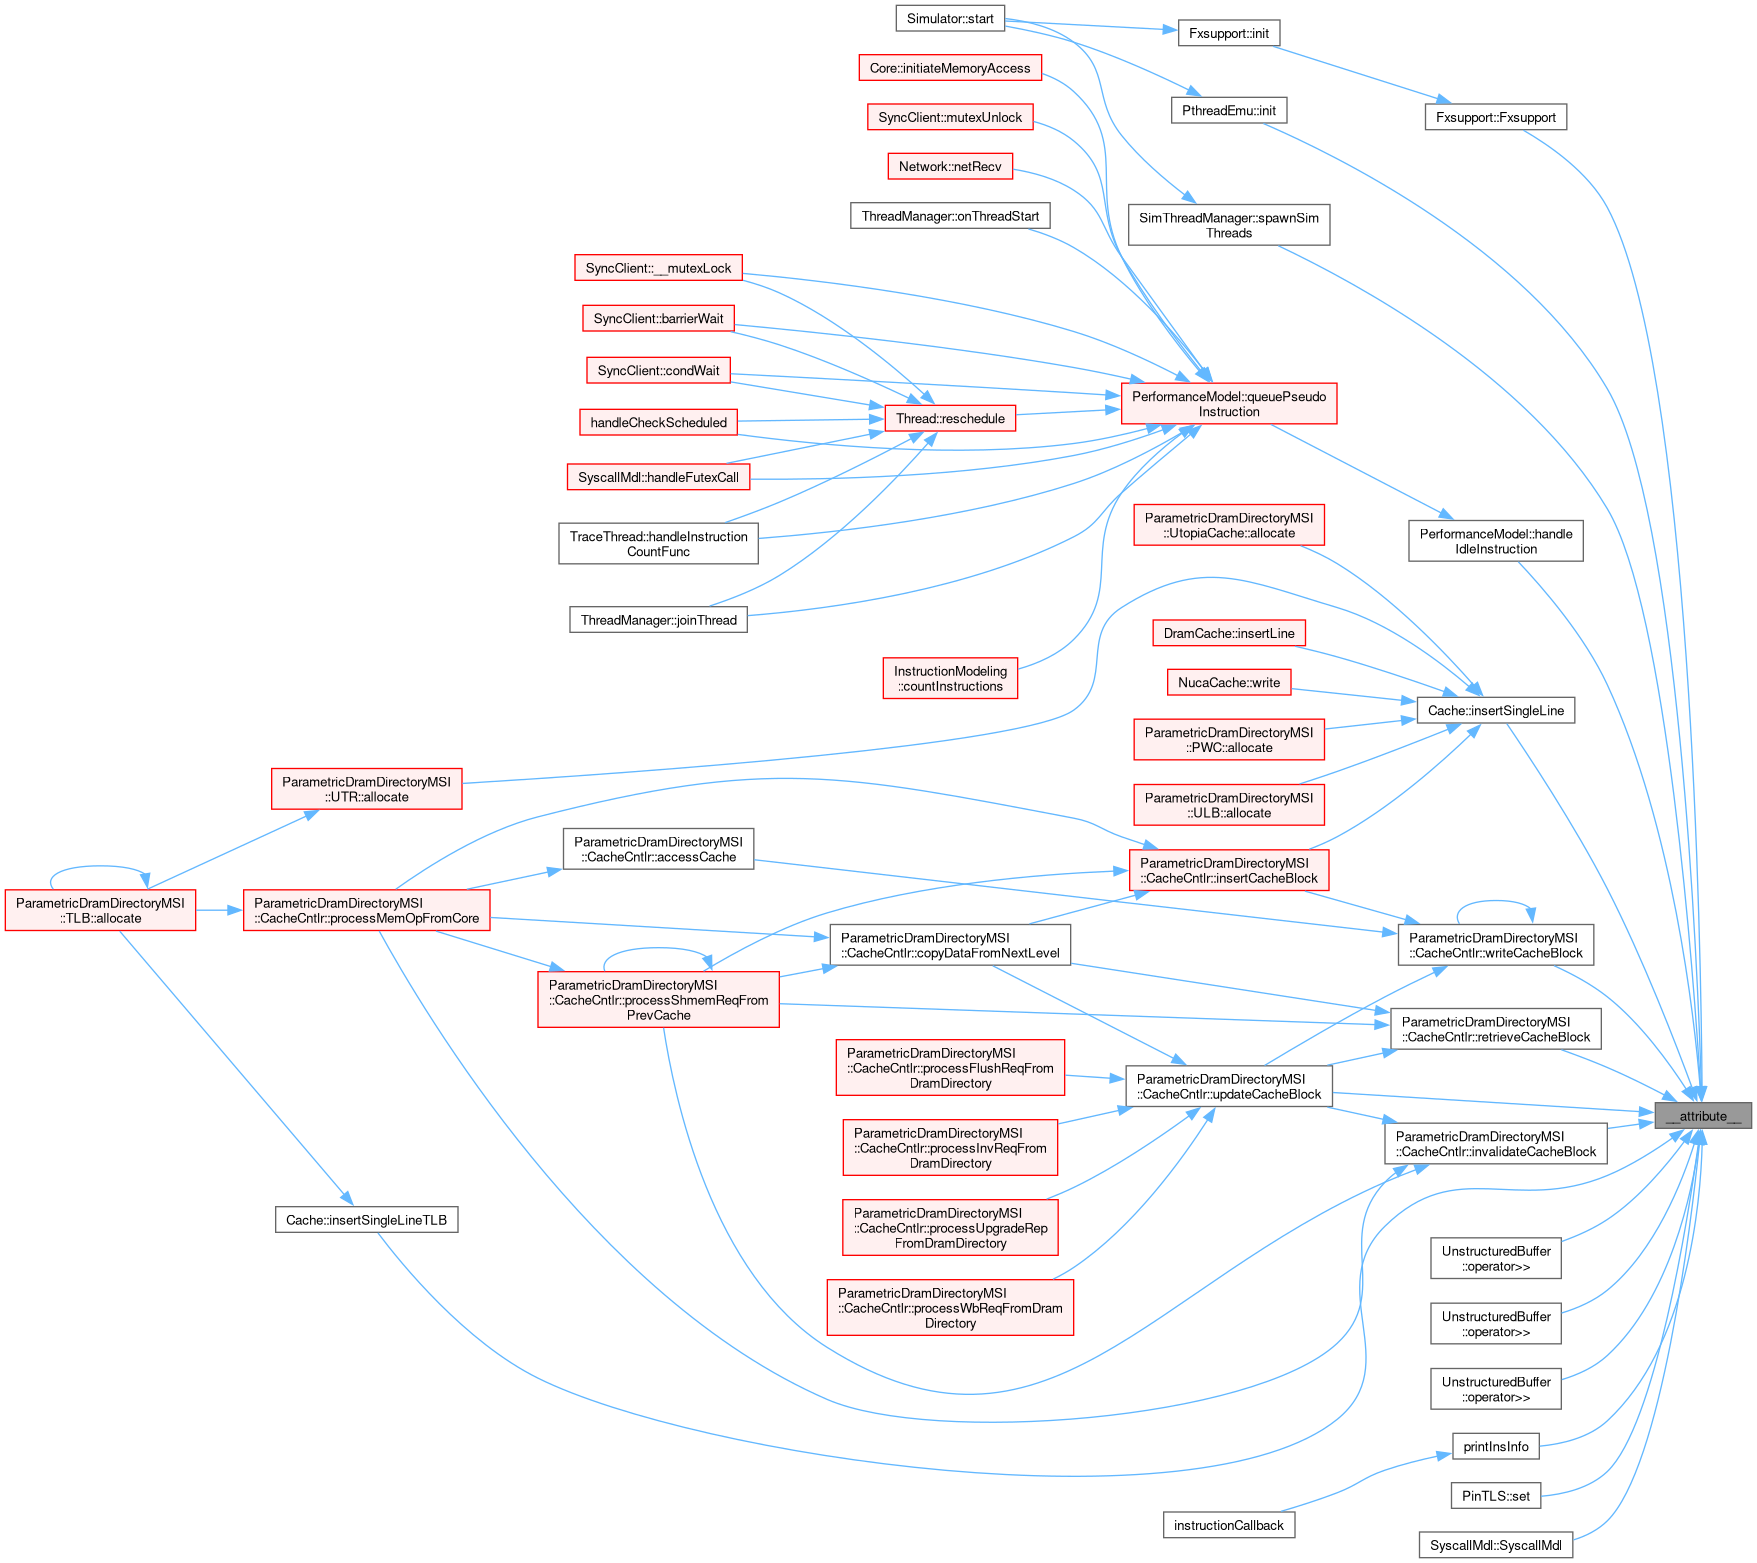 Simulator::start
Fxsupport::init
Core::initiateMemoryAccess
PthreadEmu::init
Fxsupport::Fxsupport
SyncClient::mutexUnlock
Network::netRecv
ThreadManager::onThreadStart
SimThreadManager::spawnSim
Threads
SyncClient::__mutexLock
SyncClient::barrierWait
SyncClient::condWait
handleCheckScheduled
SyscallMdl::handleFutexCall
TraceThread::handleInstruction
CountFunc
ThreadManager::joinThread
Thread::reschedule
PerformanceModel::queuePseudo
Instruction
InstructionModeling
::countInstructions
PerformanceModel::handle
IdleInstruction
ParametricDramDirectoryMSI
::UtopiaCache::allocate
DramCache::insertLine
NucaCache::write
ParametricDramDirectoryMSI
::PWC::allocate
ParametricDramDirectoryMSI
::ULB::allocate
Cache::insertSingleLine
ParametricDramDirectoryMSI
::UTR::allocate
ParametricDramDirectoryMSI
::CacheCntlr::accessCache
ParametricDramDirectoryMSI
::CacheCntlr::insertCacheBlock
ParametricDramDirectoryMSI
::TLB::allocate
ParametricDramDirectoryMSI
::CacheCntlr::processMemOpFromCore
ParametricDramDirectoryMSI
::CacheCntlr::copyDataFromNextLevel
ParametricDramDirectoryMSI
::CacheCntlr::writeCacheBlock
ParametricDramDirectoryMSI
::CacheCntlr::processShmemReqFrom
PrevCache
ParametricDramDirectoryMSI
::CacheCntlr::retrieveCacheBlock
ParametricDramDirectoryMSI
::CacheCntlr::processFlushReqFrom
DramDirectory
ParametricDramDirectoryMSI
::CacheCntlr::updateCacheBlock
__attribute__
ParametricDramDirectoryMSI
::CacheCntlr::processInvReqFrom
DramDirectory
ParametricDramDirectoryMSI
::CacheCntlr::invalidateCacheBlock
Cache::insertSingleLineTLB
ParametricDramDirectoryMSI
::CacheCntlr::processUpgradeRep
FromDramDirectory
ParametricDramDirectoryMSI
::CacheCntlr::processWbReqFromDram
Directory
UnstructuredBuffer
::operator>>
UnstructuredBuffer
::operator>>
UnstructuredBuffer
::operator>>
printInsInfo
PinTLS::set
instructionCallback
SyscallMdl::SyscallMdl